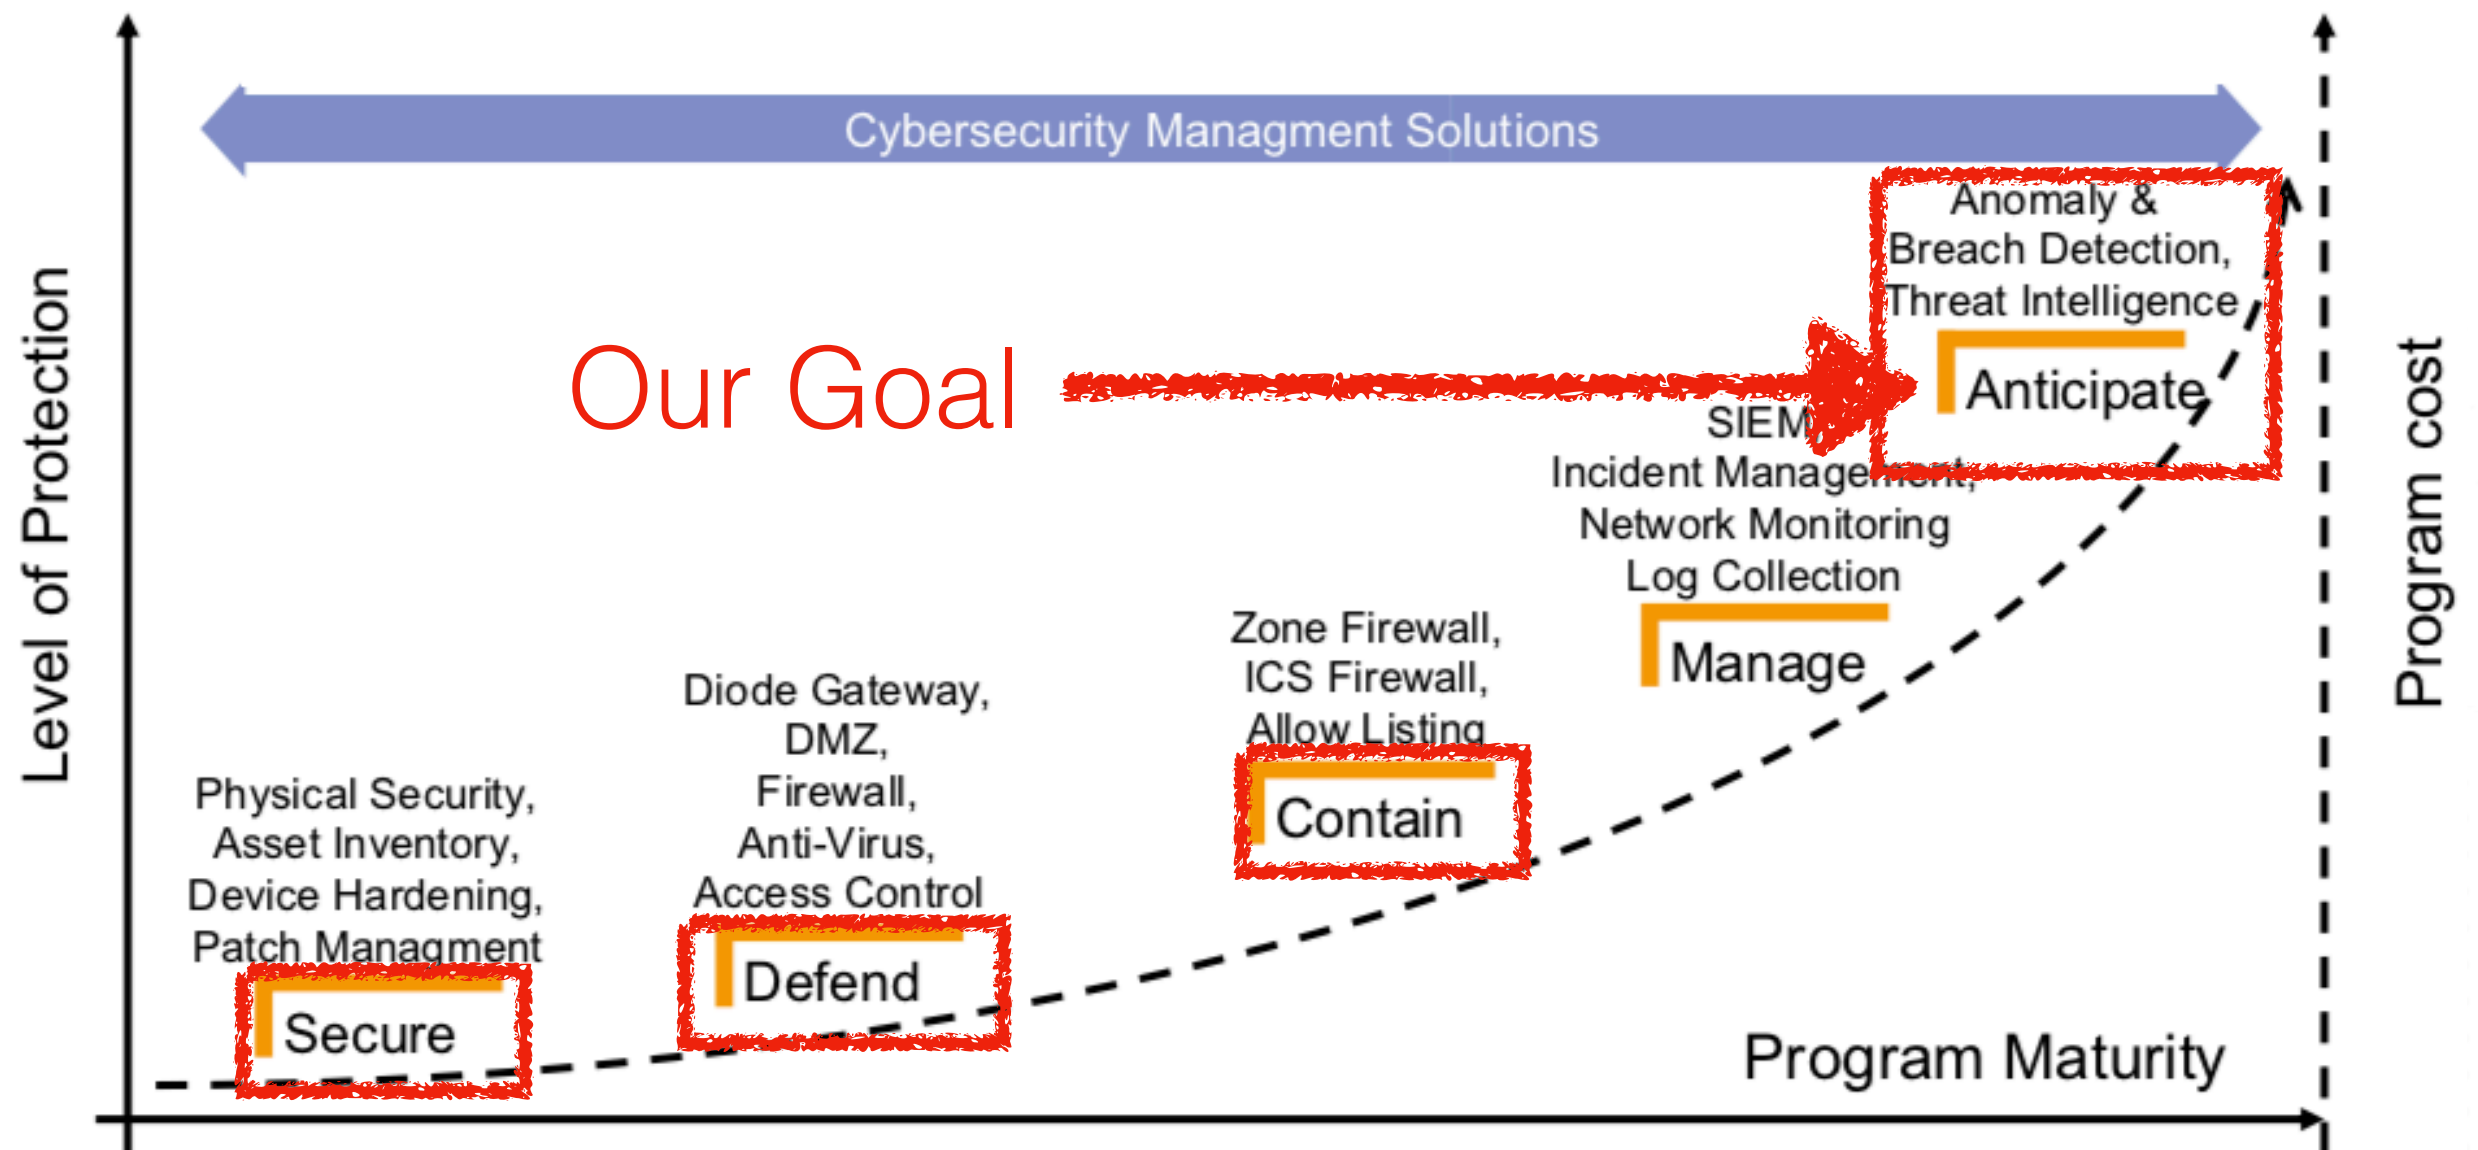 Cybersecurity Managment Solutions
Level of Protection
Program cost
Our Goal
Anomaly &
Breach Detection,
Threat Intelligence
Anticipate
SIEM
Incident Management,
Network Monitoring
Log Collection
Manage
Zone Firewall,
ICS Firewall,
Allow Listing
Contain
Diode Gateway,
DMZ,
Firewall,
Anti-Virus,
Access Control
Defend
Physical Security,
Asset Inventory,
Device Hardening,
Patch Managment
Secure
Program Maturity